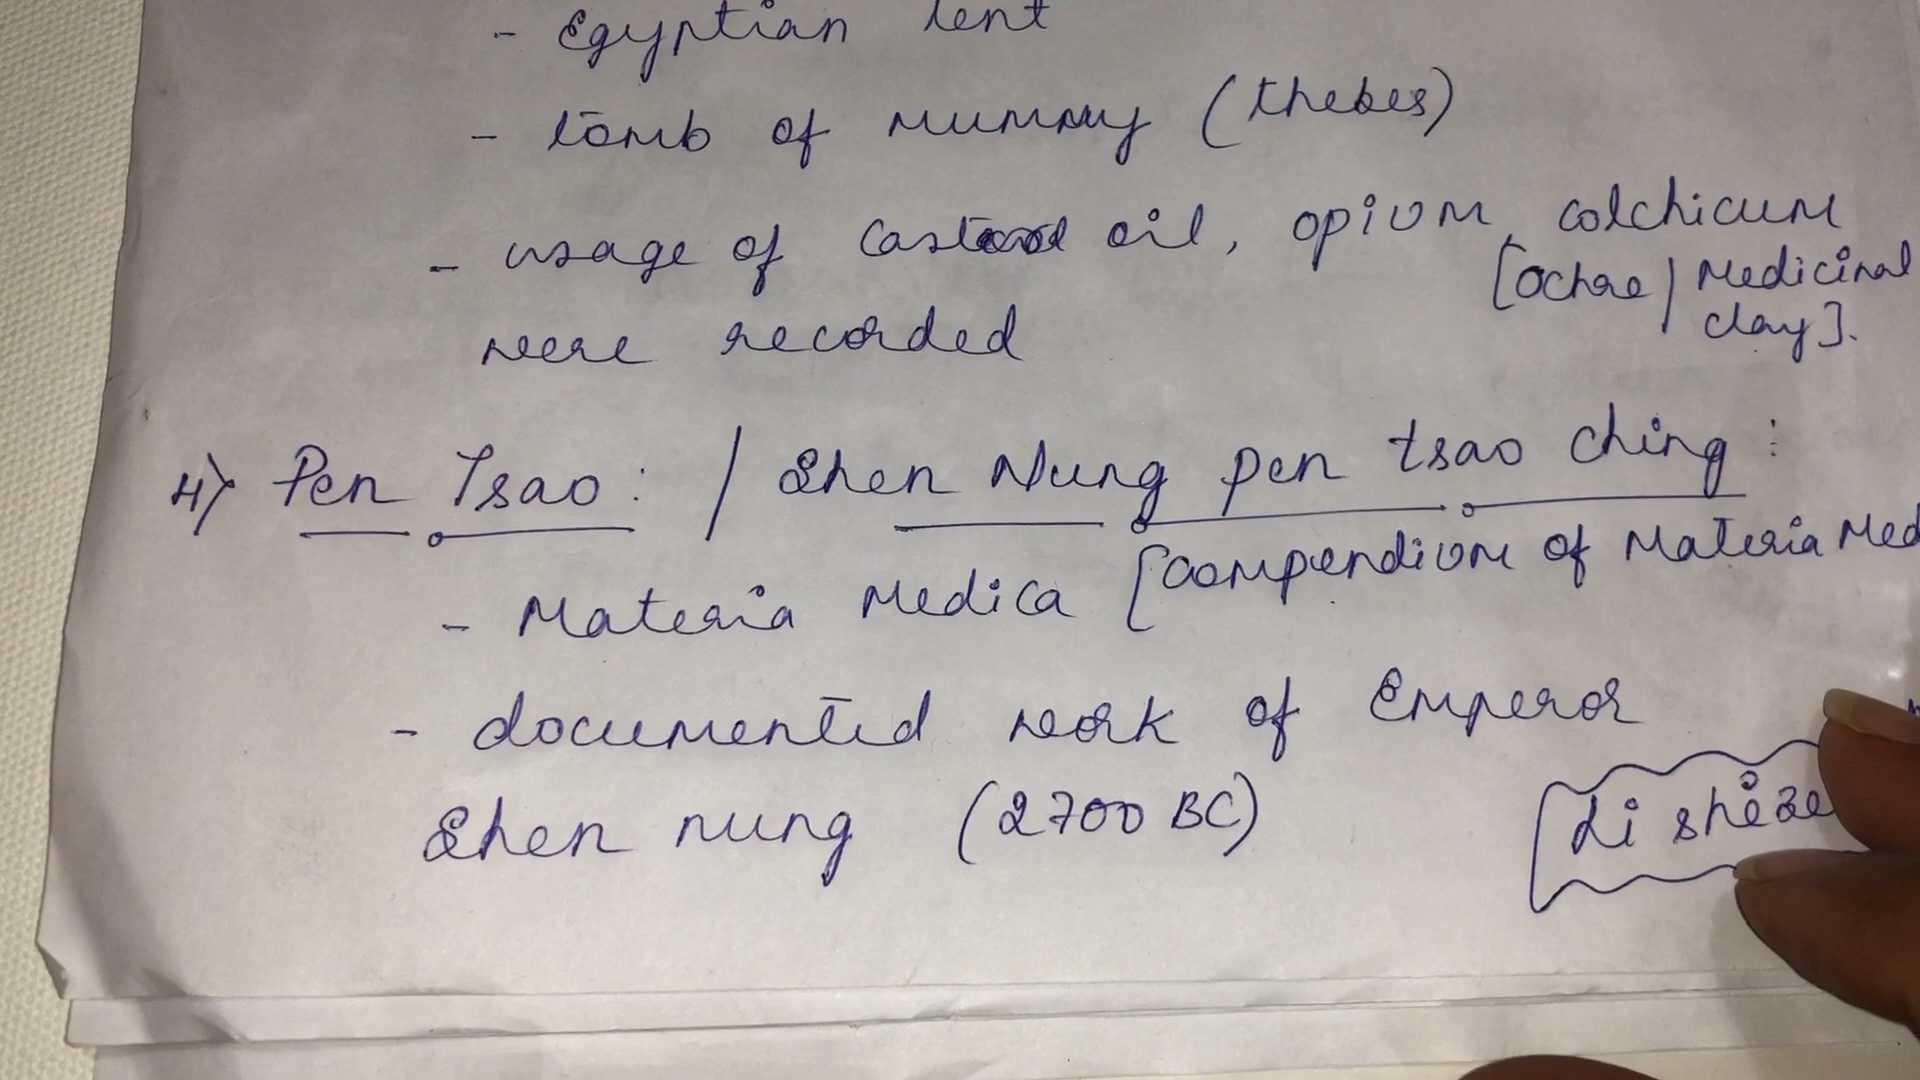 - Egyptian tent
- tomb of mummy (thebes)
- usage of castor oil, opium, colchicum
[ochre / Medicinal clay].
were recorded
4) Pen Tsao: / Shen Nung pen tsao ching:
- Materia Medica [compendium of Materia Med
- documented work of Emperor
Shen nung (2700 BC)
[Li shize